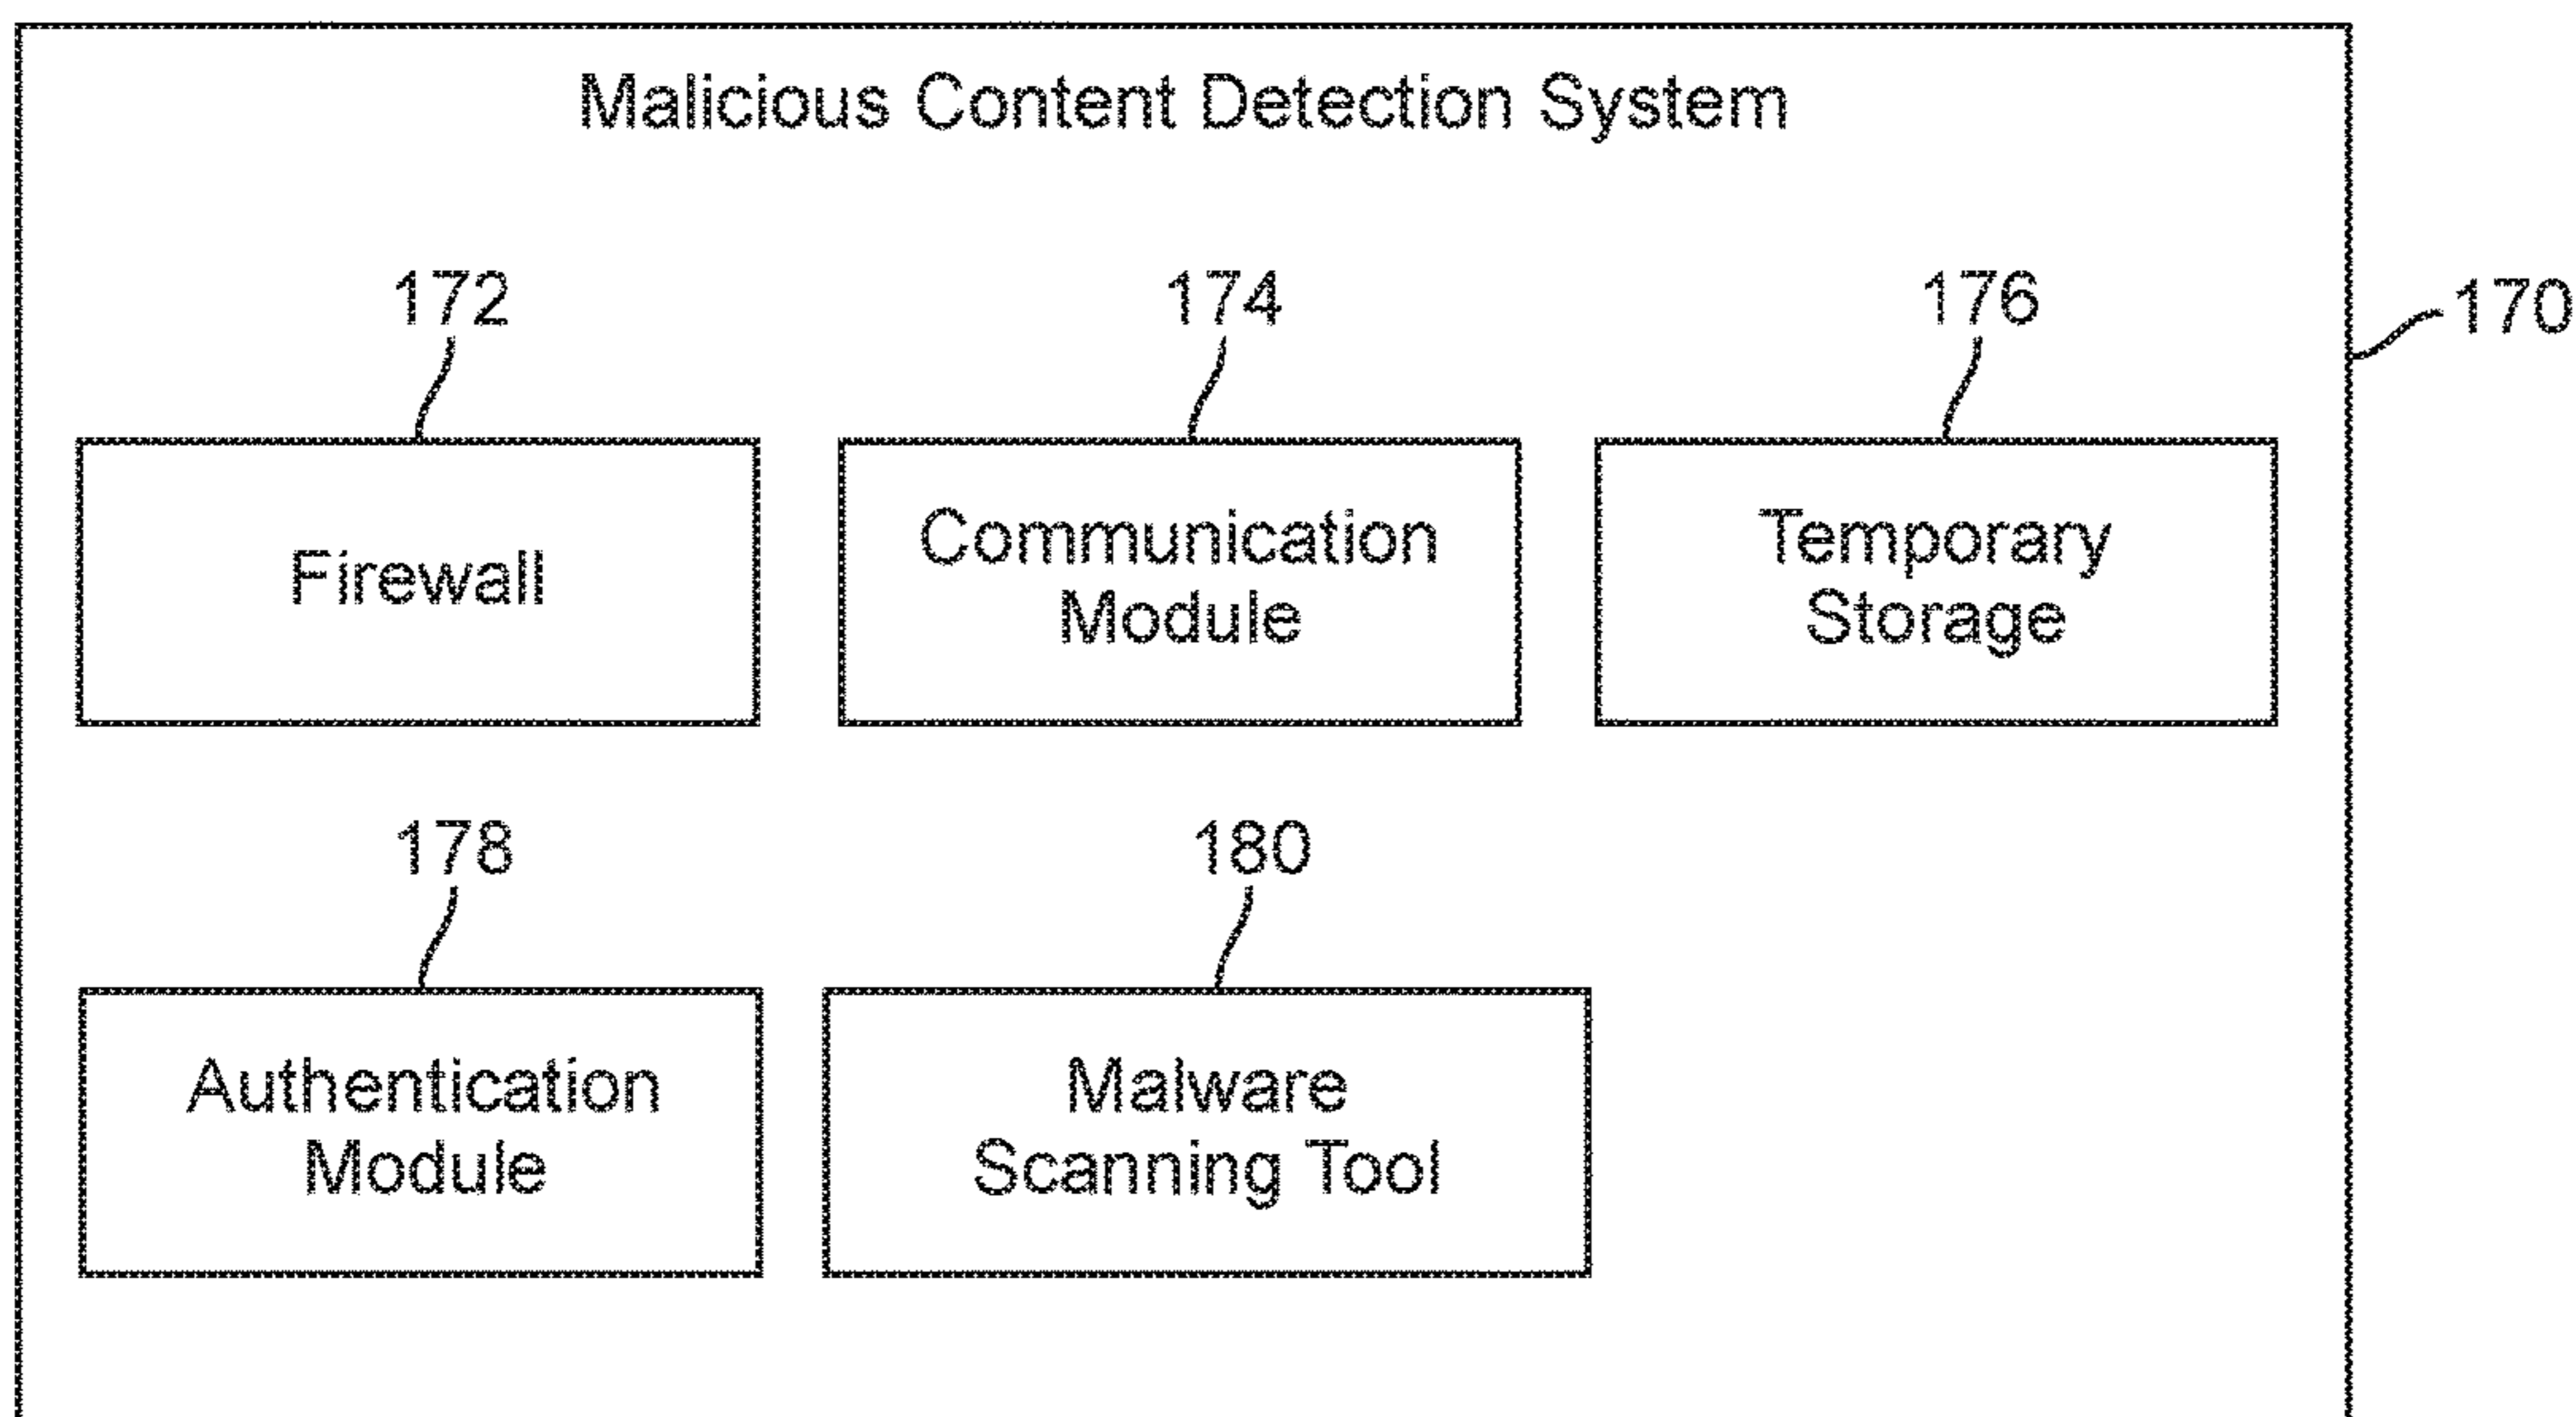 Malicious Content Detection System
172
174
176
170
Firewall
Communication
Module
Temporary
Storage
178
180
Authentication
Module
Malware
Scanning Tool